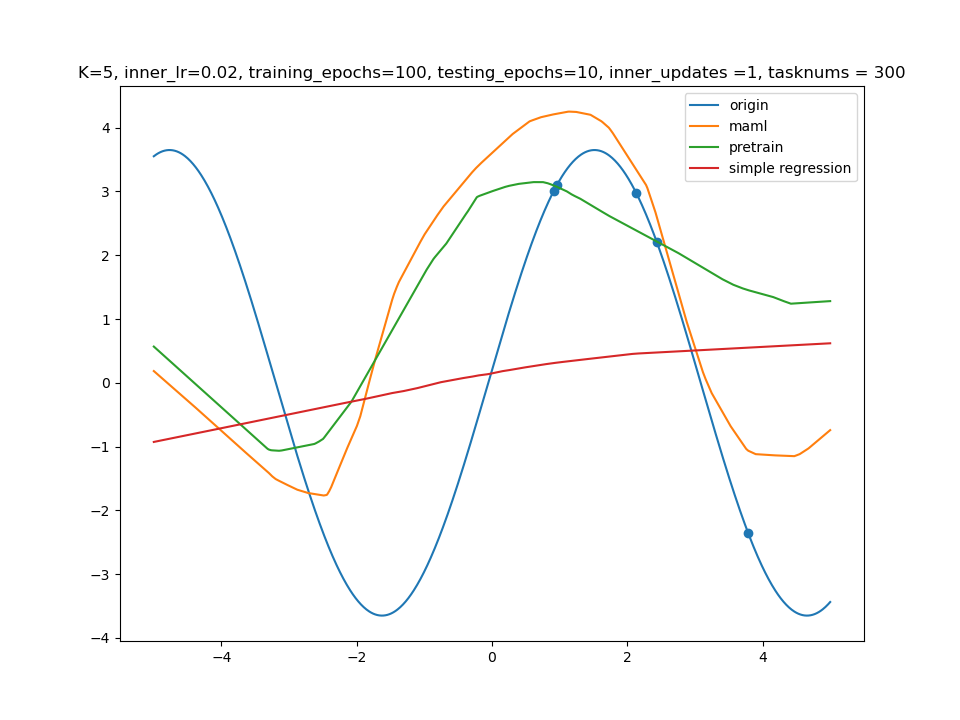 K=5, inner_lr=0.02, training_epochs=100, testing_epochs=10, inner_updates =1, tasknums = 300
origin
maml
pretrain
simple regression
4
3
2
1
0
−1
−2
−3
−4
−4 −2 0 2 4